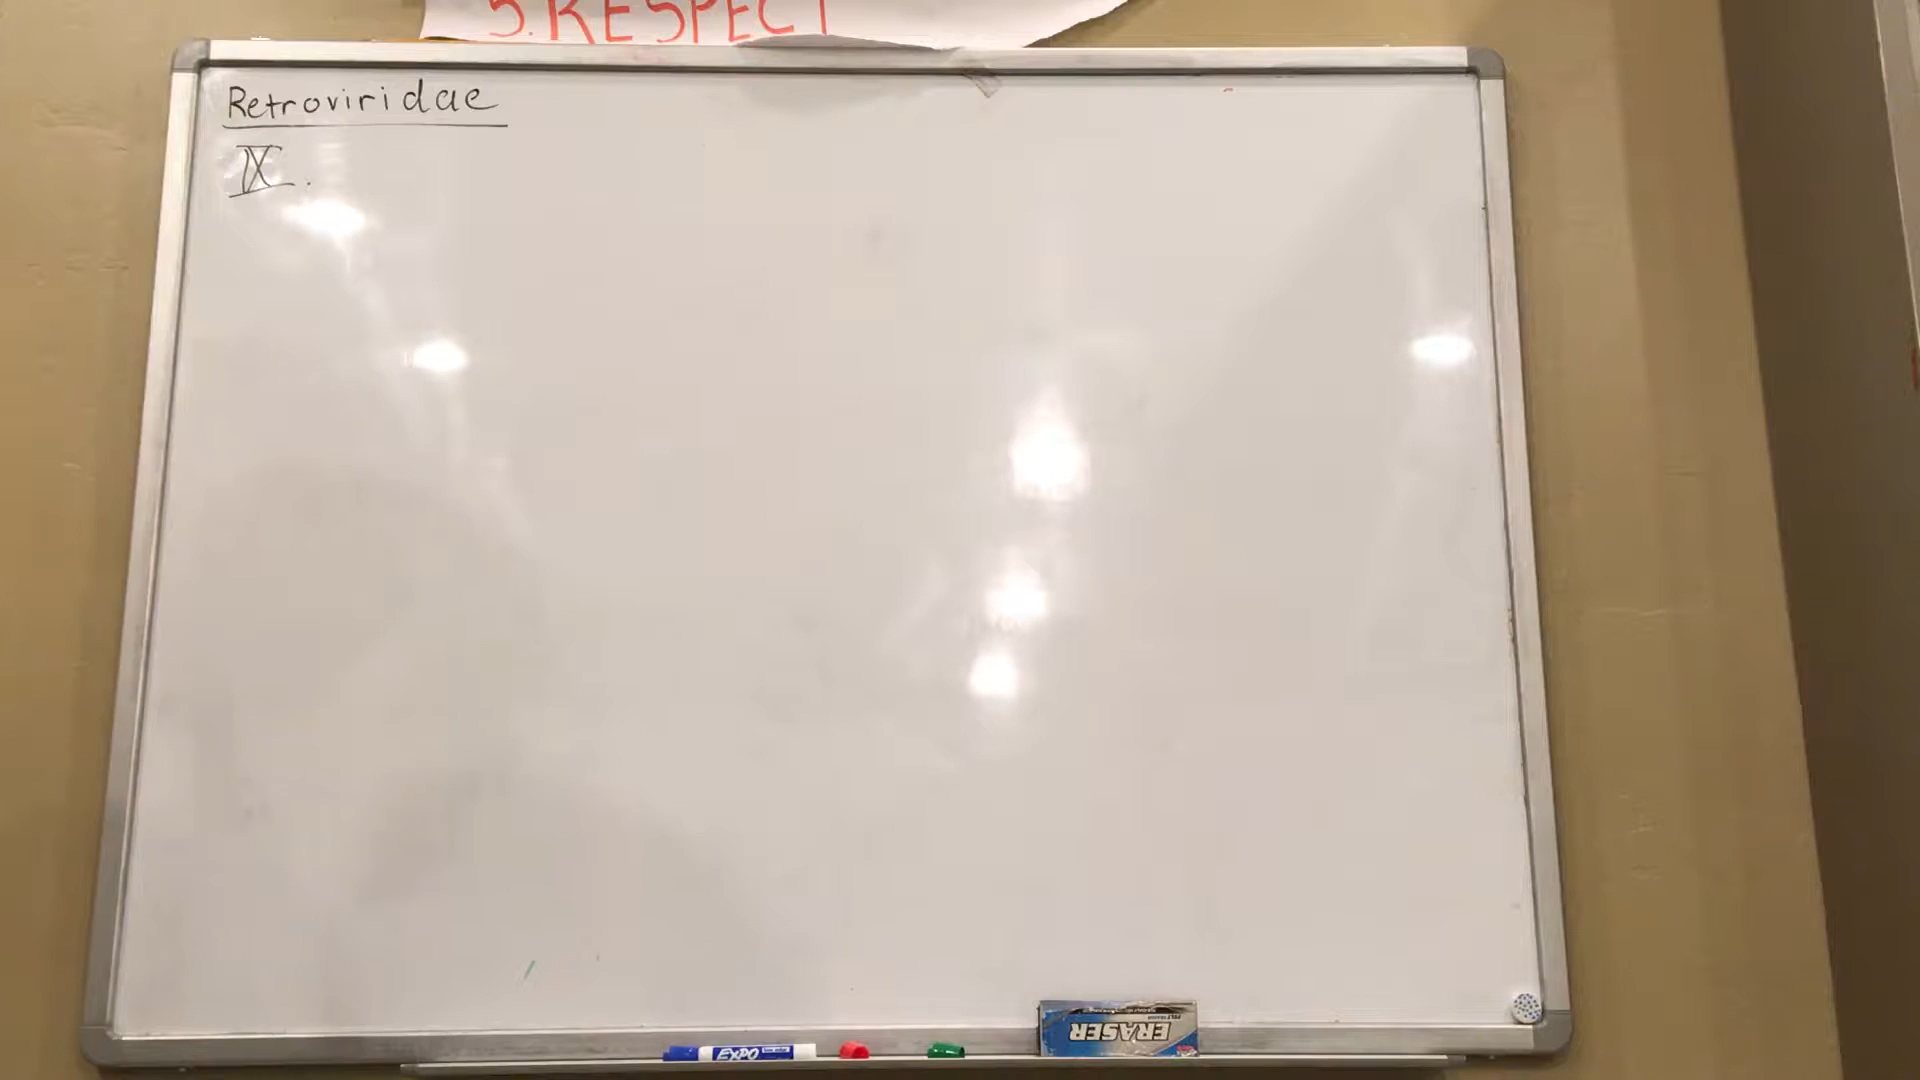 5. RESPECT
Retroviridae
IX.
EXPO
ERASER